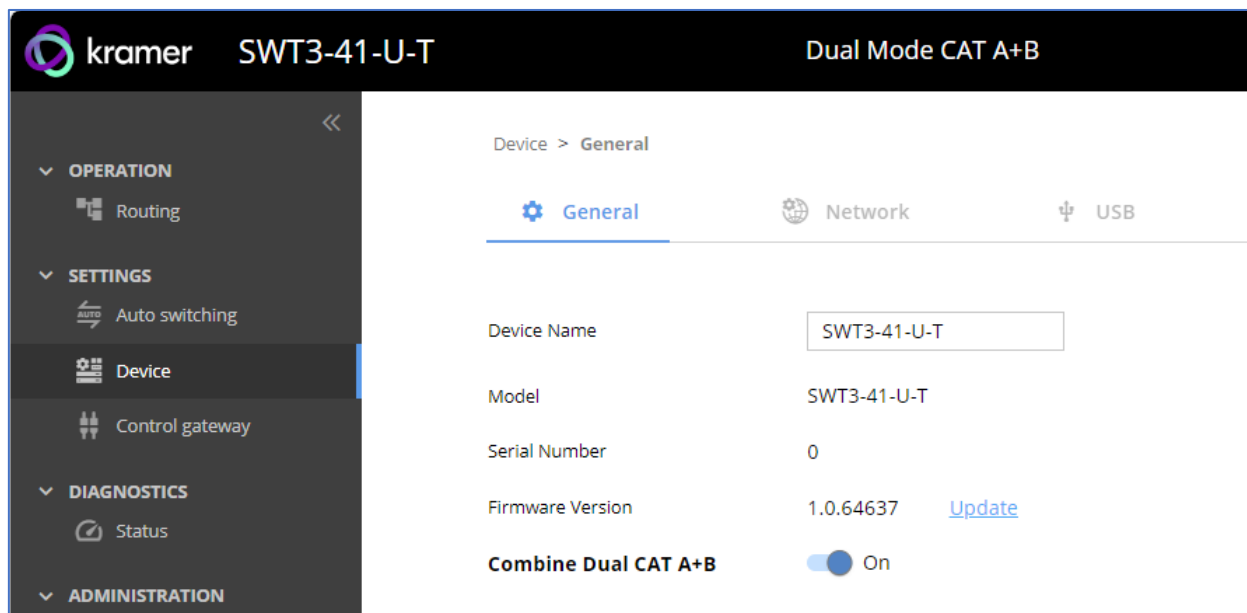 kramer SWT3-41-U-T Dual Mode CAT A+B
Device > General
OPERATION
Routing
General Network USB
SETTINGS
AUTO Auto switching
Device
Control gateway
DIAGNOSTICS
Status
ADMINISTRATION
Device Name SWT3-41-U-T
Model SWT3-41-U-T
Serial Number 0
Firmware Version 1.0.64637 Update
Combine Dual CAT A+B On